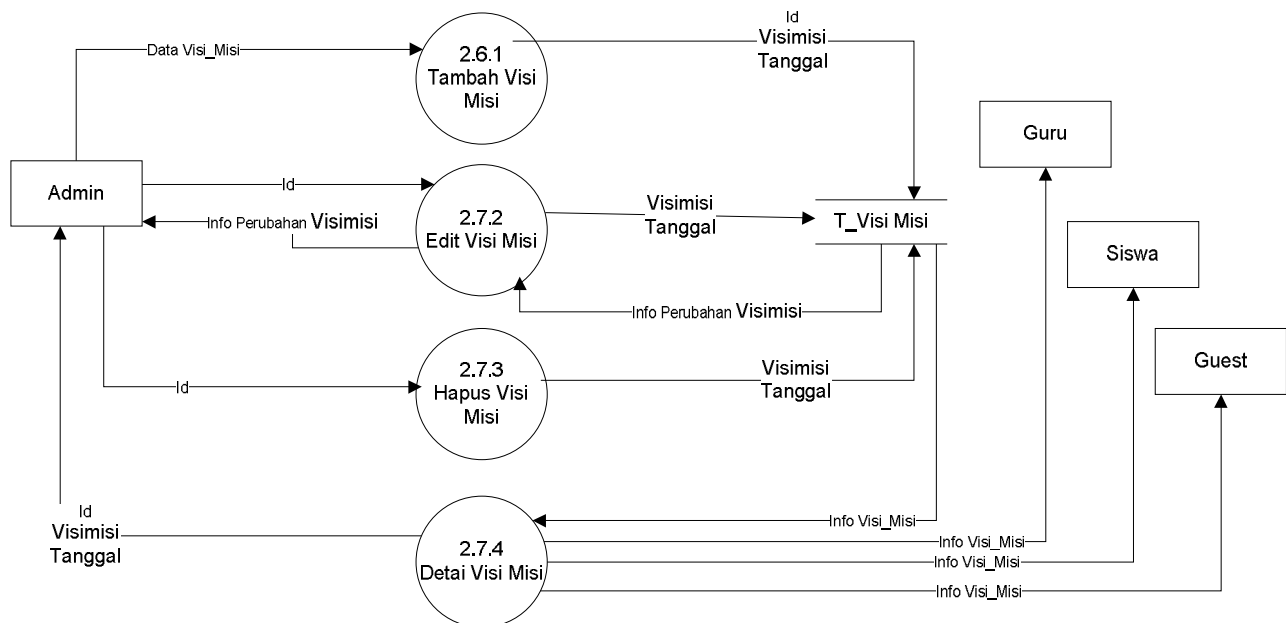 Id
Visimisi
Tanggal
Data Visi_Misi
2.6.1
Tambah Visi
Misi
Guru
Admin
Id
2.7.2
Edit Visi Misi
Visimisi
Tanggal
T_Visi Misi
Info Perubahan Visimisi
Siswa
Info Perubahan Visimisi
2.7.3
Hapus Visi
Misi
Id
Visimisi
Tanggal
Guest
Id
Visimisi
Tanggal
2.7.4
Detai Visi Misi
Info Visi_Misi
Info Visi_Misi
Info Visi_Misi
Info Visi_Misi